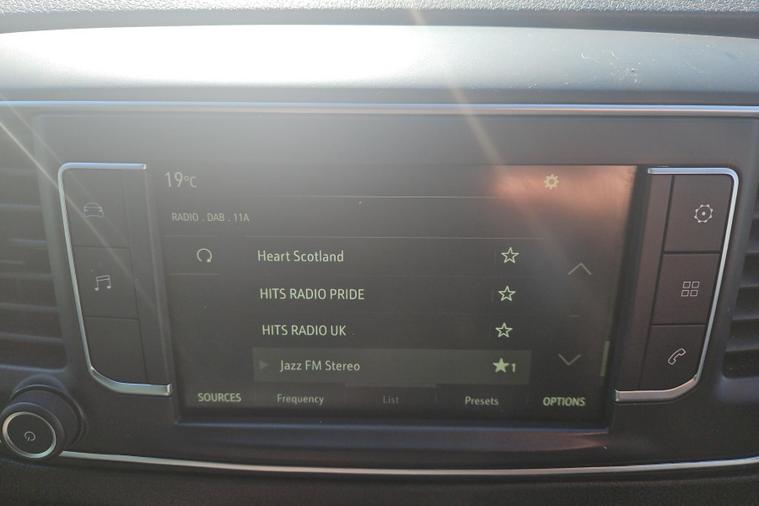 19°C
RADIO . DAB . 11A
Heart Scotland
HITS RADIO PRIDE
HITS RADIO UK
Jazz FM Stereo 1
SOURCES Frequency List Presets OPTIONS